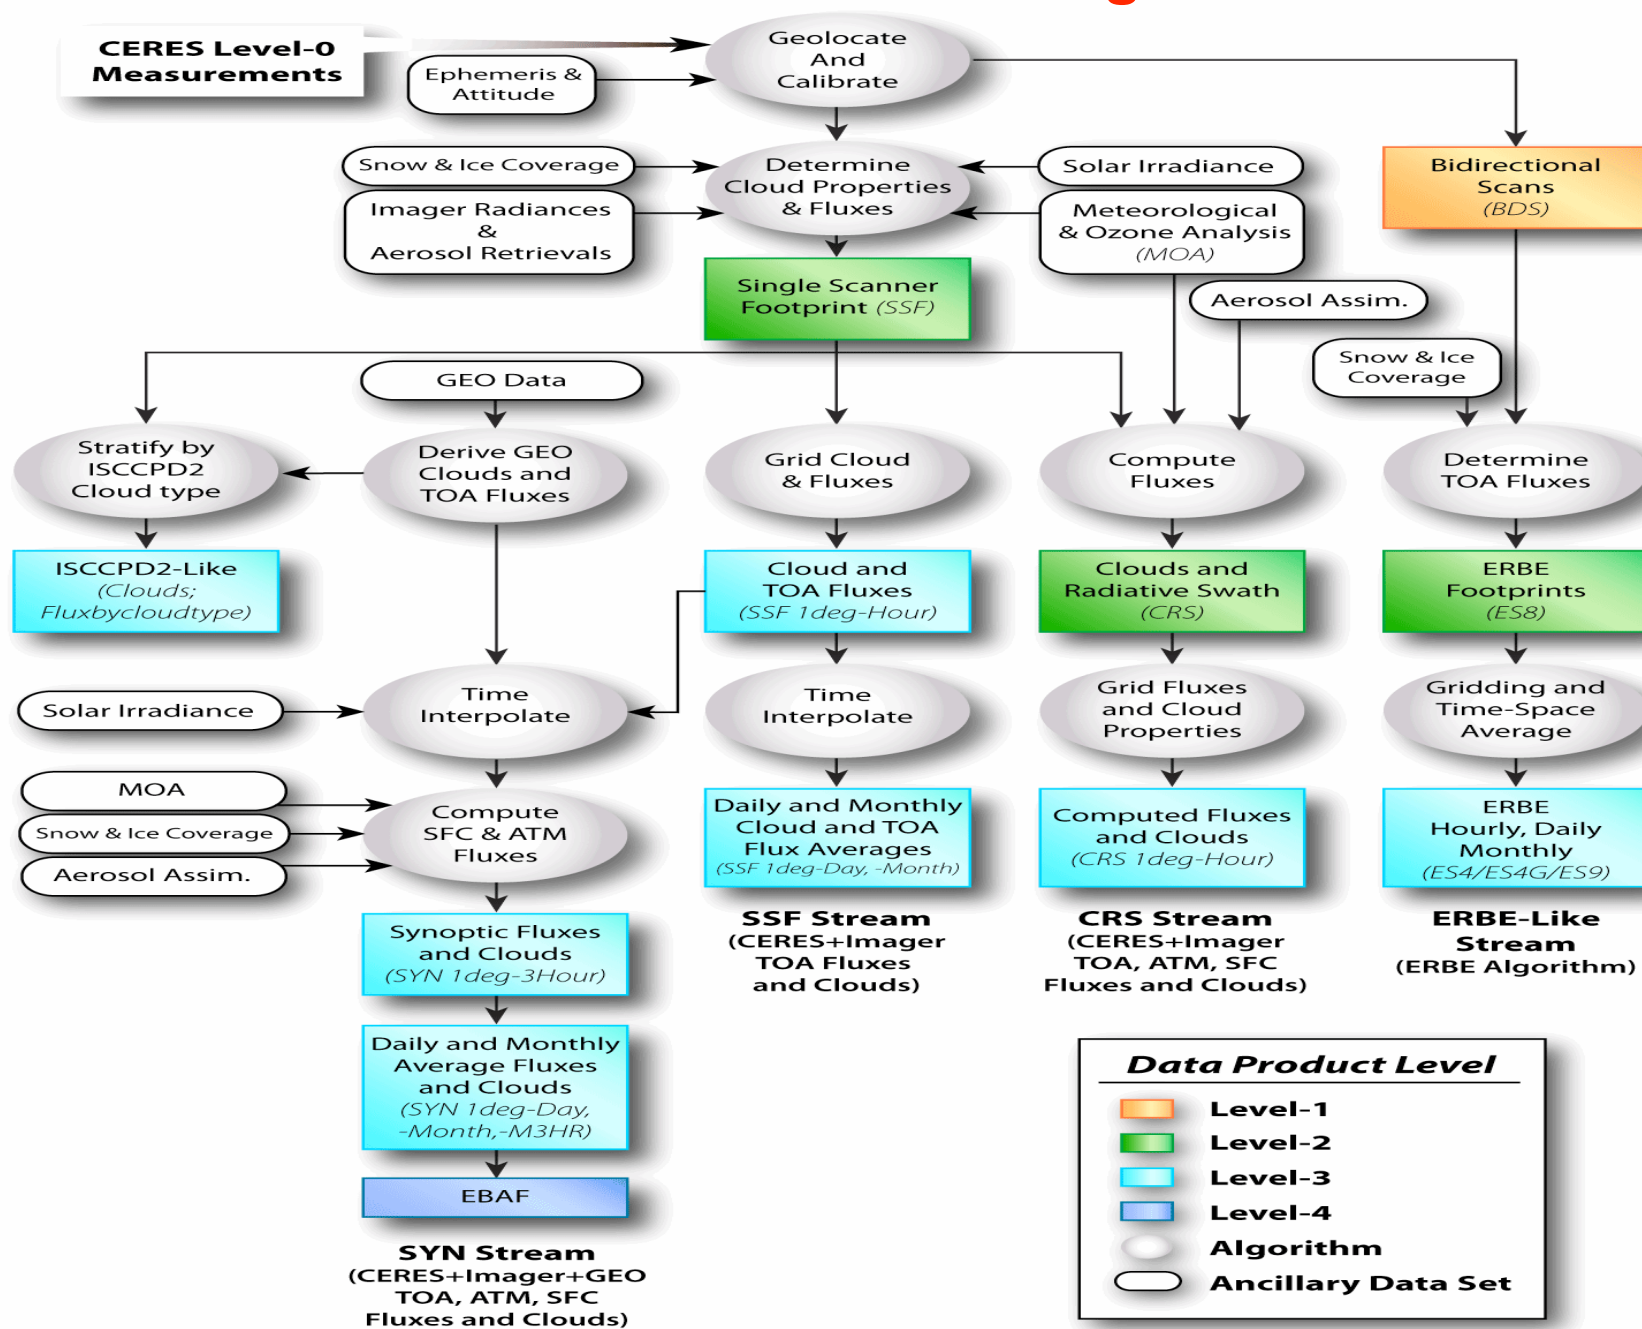 CERES Level-0
Measurements
Ephemeris &
Attitude
Geolocate
And
Calibrate
Snow & Ice Coverage
Imager Radiances
&
Aerosol Retrievals
Determine
Cloud Properties
& Fluxes
Solar Irradiance
Meteorological
& Ozone Analysis
(MOA)
Bidirectional
Scans
(BDS)
Single Scanner
Footprint (SSF)
Aerosol Assim.
Snow & Ice
Coverage
GEO Data
Stratify by
ISCCPD2
Cloud type
Derive GEO
Clouds and
TOA Fluxes
Grid Cloud
& Fluxes
Compute
Fluxes
Determine
TOA Fluxes
ISCCPD2-Like
(Clouds;
Fluxbycloudtype)
Cloud and
TOA Fluxes
(SSF 1deg-Hour)
Clouds and
Radiative Swath
(CRS)
ERBE
Footprints
(ES8)
Solar Irradiance
Time
Interpolate
Time
Interpolate
Grid Fluxes
and Cloud
Properties
Gridding and
Time-Space
Average
MOA
Snow & Ice Coverage
Aerosol Assim.
Compute
SFC & ATM
Fluxes
Daily and Monthly
Cloud and TOA
Flux Averages
(SSF 1deg-Day, -Month)
Computed Fluxes
and Clouds
(CRS 1deg-Hour)
ERBE
Hourly, Daily
Monthly
(ES4/ES4G/ES9)
Synoptic Fluxes
and Clouds
(SYN 1deg-3Hour)
SSF Stream
(CERES+Imager
TOA Fluxes
and Clouds)
CRS Stream
(CERES+Imager
TOA, ATM, SFC
Fluxes and Clouds)
ERBE-Like
Stream
(ERBE Algorithm)
Daily and Monthly
Average Fluxes
and Clouds
(SYN 1deg-Day,
-Month,-M3HR)
EBAF
SYN Stream
(CERES+Imager+GEO
TOA, ATM, SFC
Fluxes and Clouds)
Data Product Level
Level-1
Level-2
Level-3
Level-4
Algorithm
Ancillary Data Set